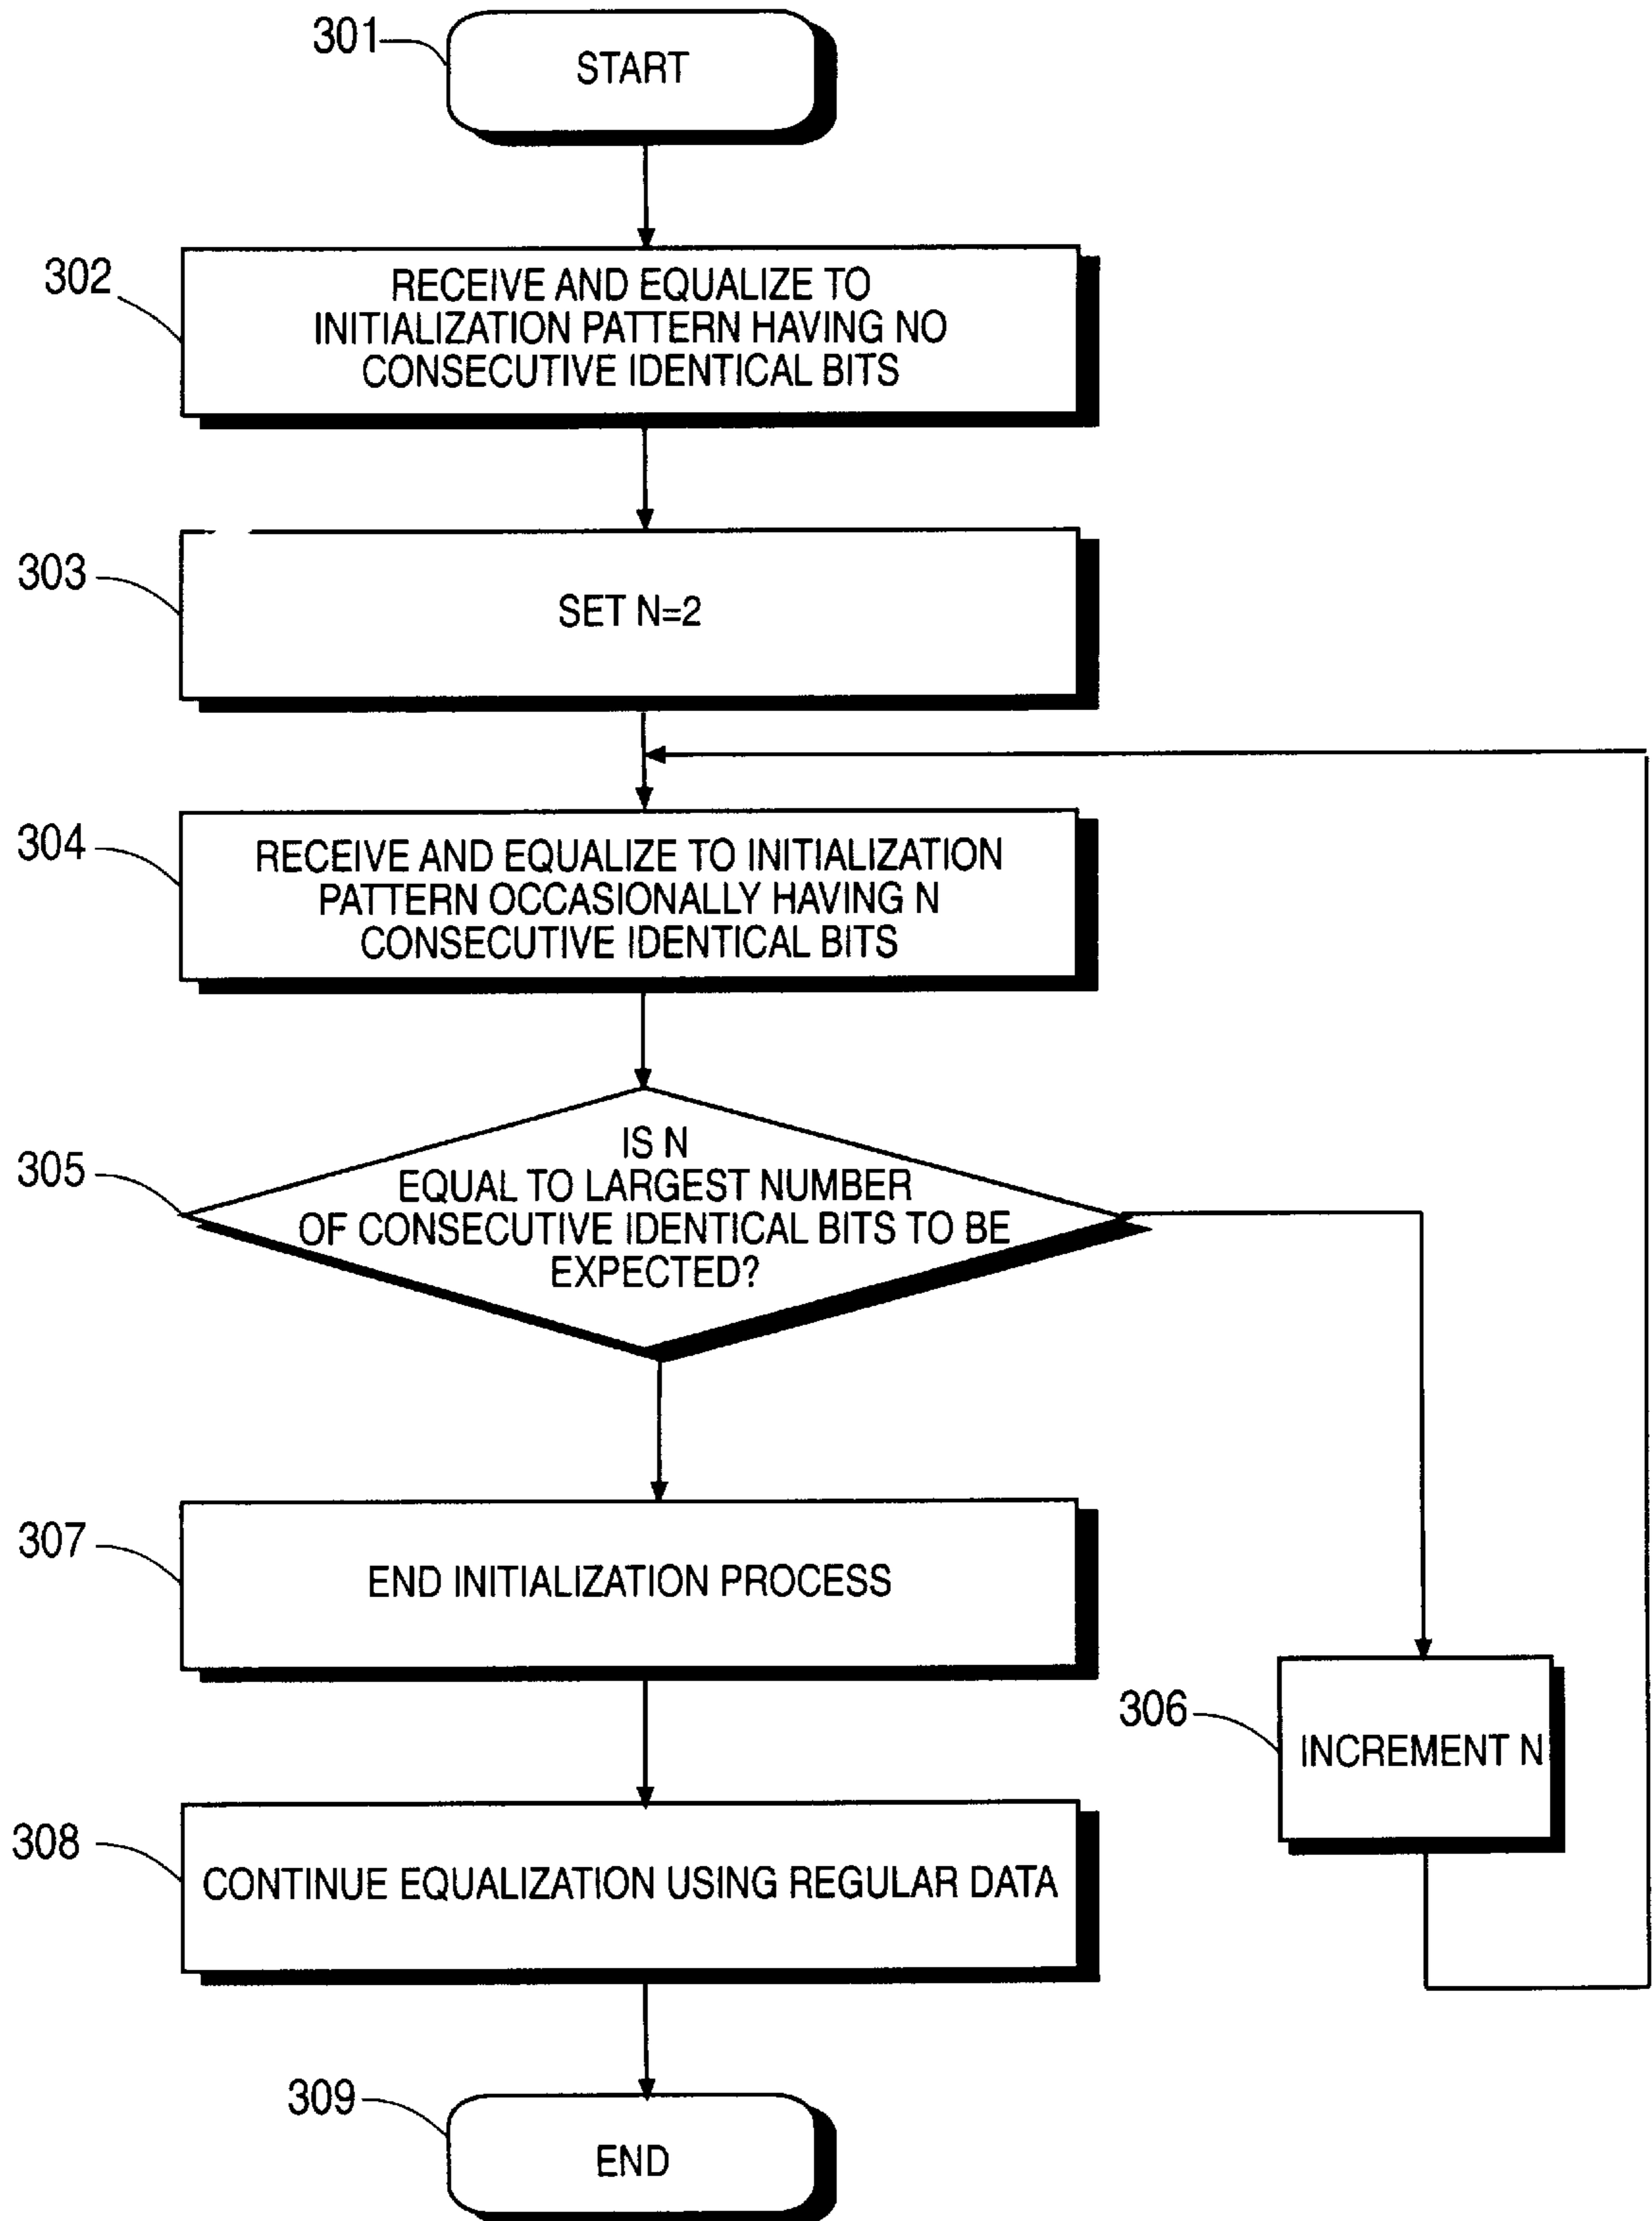 301
START
302
RECEIVE AND EQUALIZE TO
INITIALIZATION PATTERN HAVING NO
CONSECUTIVE IDENTICAL BITS
303
SET N=2
304
RECEIVE AND EQUALIZE TO INITIALIZATION
PATTERN OCCASIONALLY HAVING N
CONSECUTIVE IDENTICAL BITS
305
IS N
EQUAL TO LARGEST NUMBER
OF CONSECUTIVE IDENTICAL BITS TO BE
EXPECTED?
307
END INITIALIZATION PROCESS
306
INCREMENT N
308
CONTINUE EQUALIZATION USING REGULAR DATA
309
END